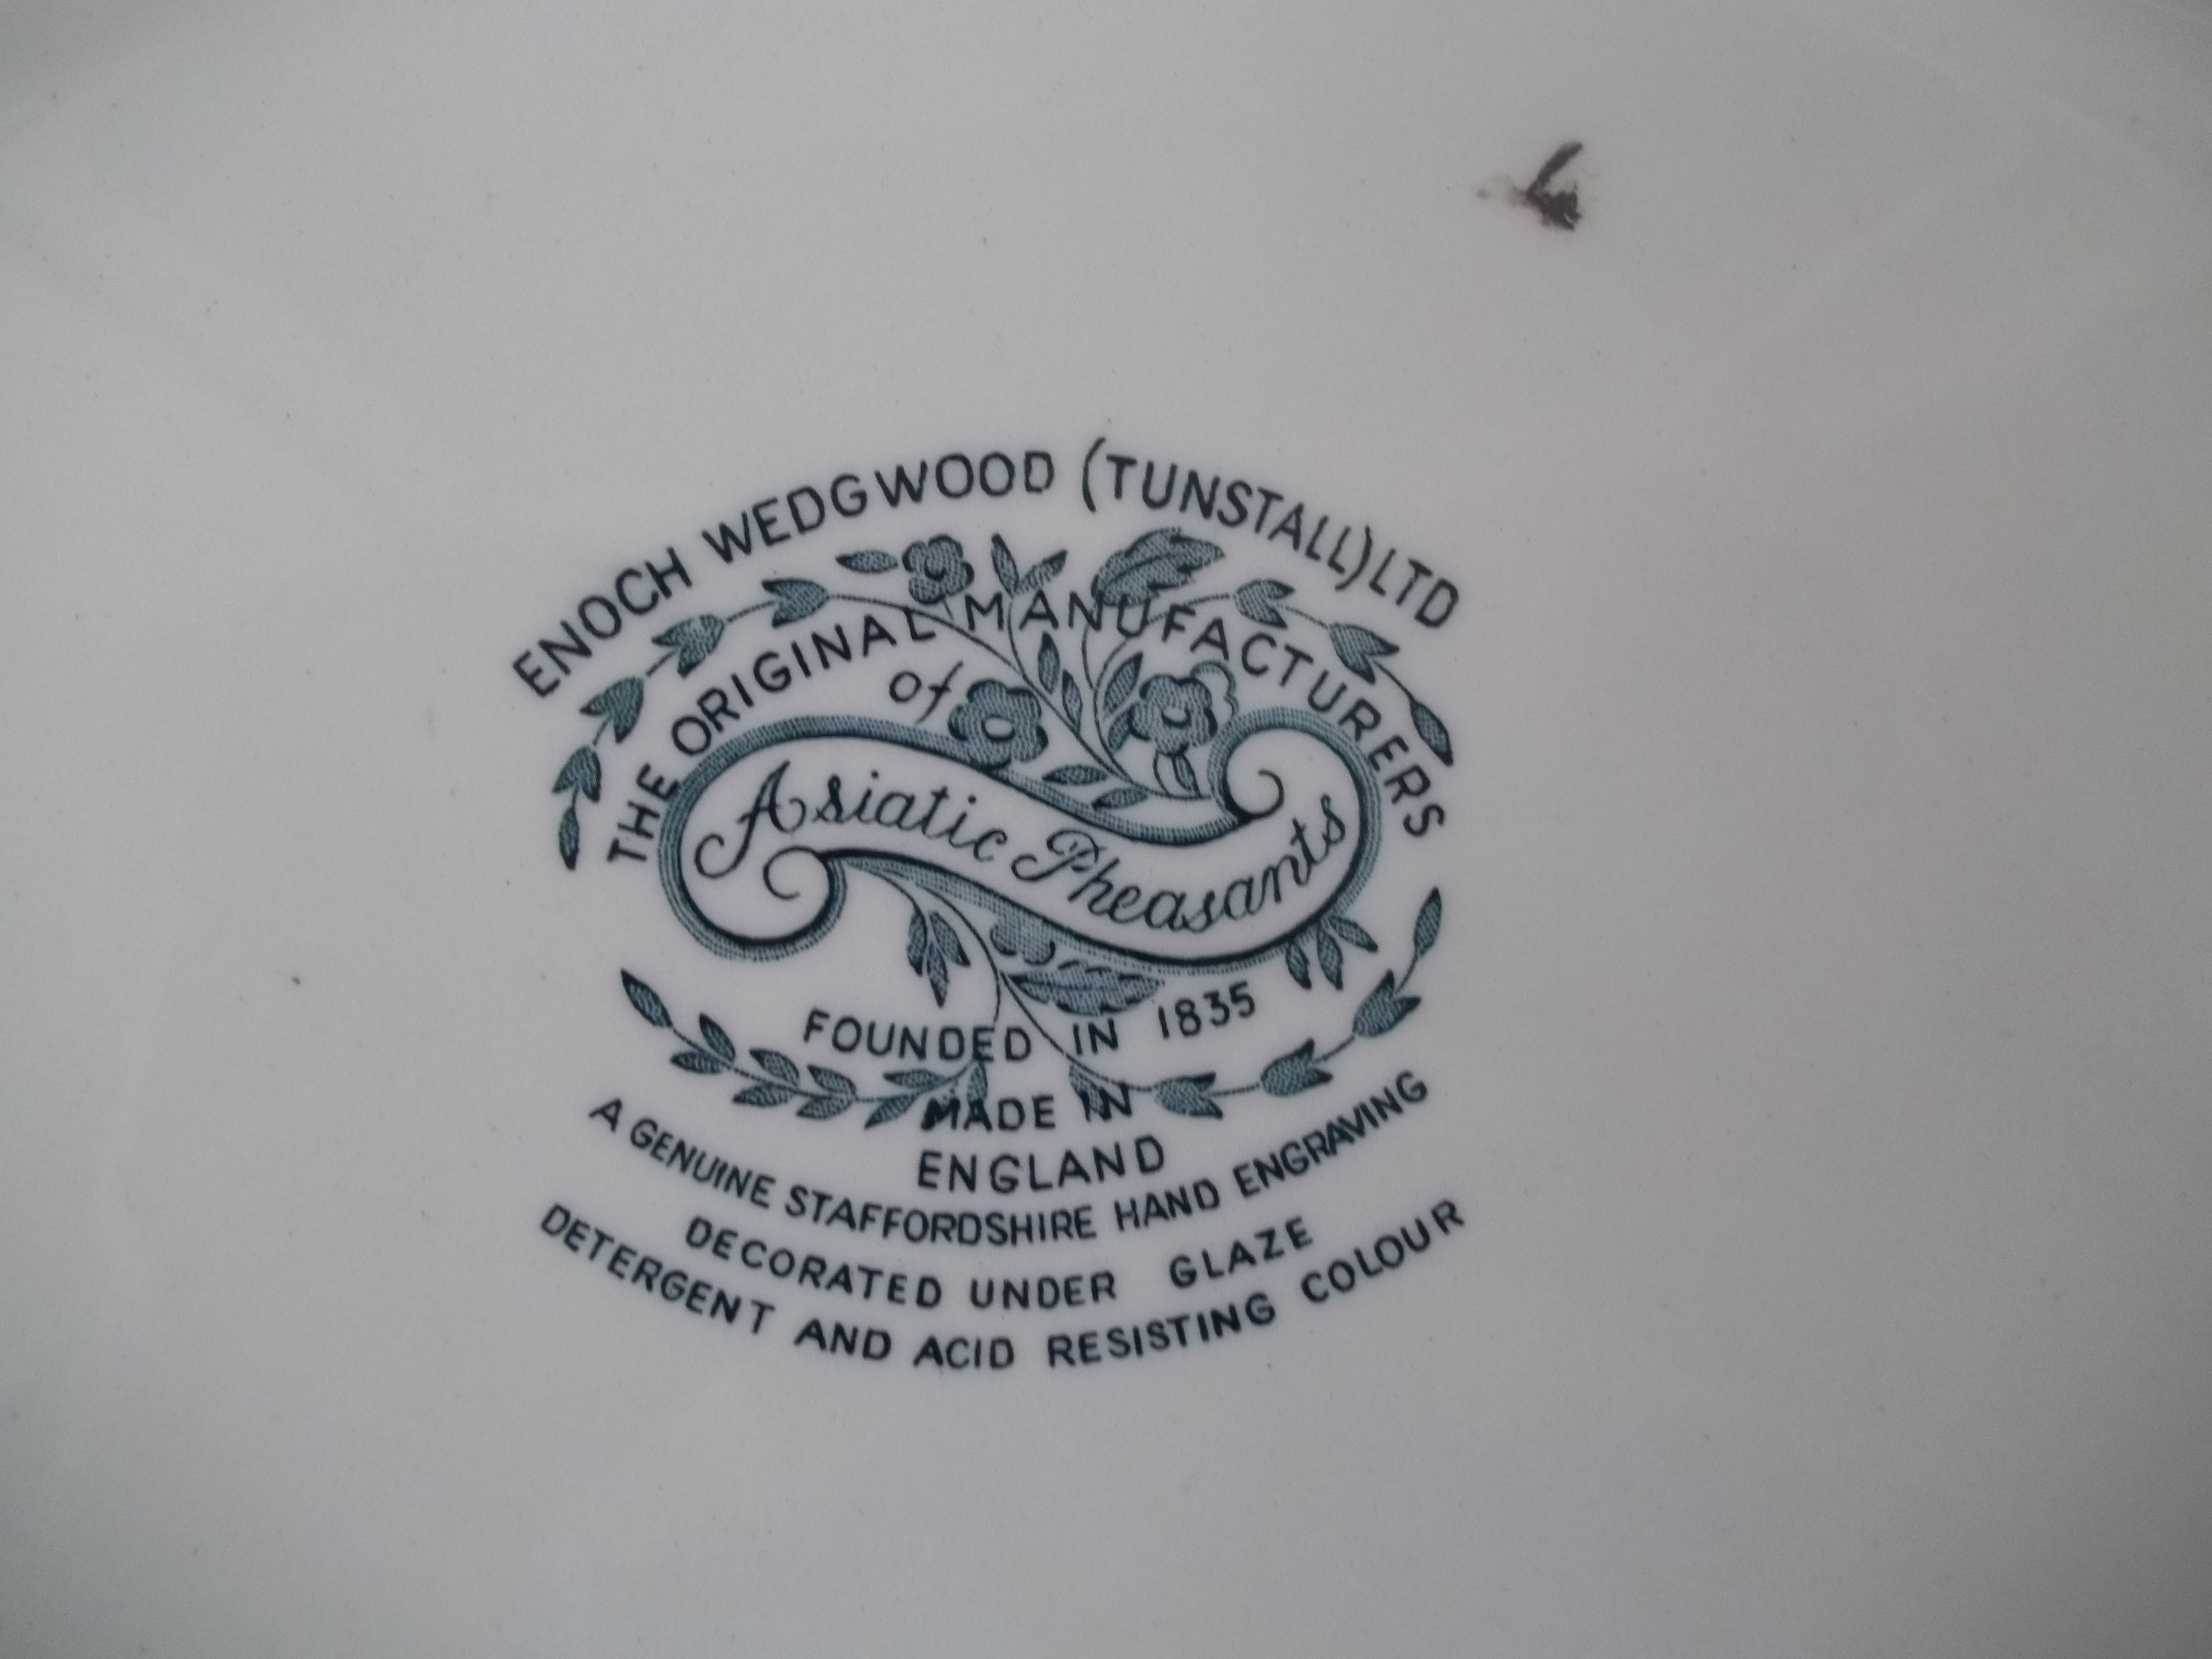 ENOCH WEDGWOOD (TUNSTALL) LTD
THE ORIGINAL MANUFACTURERS
of
Asiatic Pheasants
FOUNDED IN 1835
MADE IN
ENGLAND
A GENUINE STAFFORDSHIRE HAND ENGRAVING
DECORATED UNDER GLAZE
DETERGENT AND ACID RESISTING COLOUR